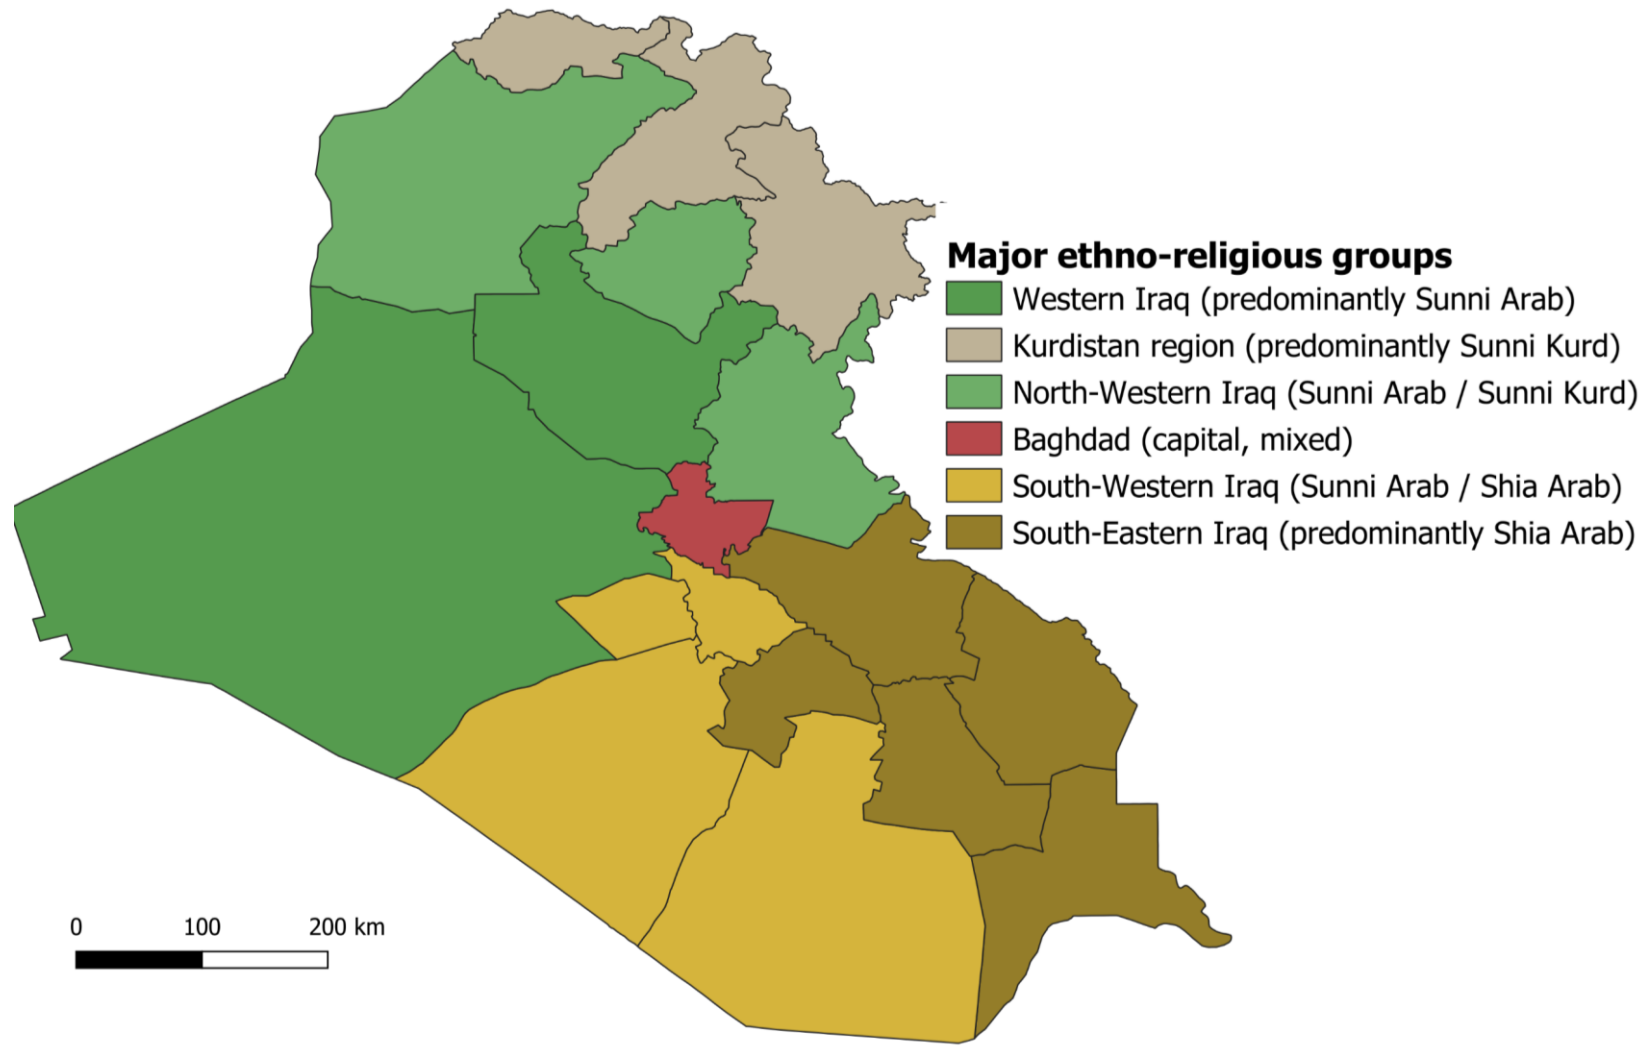 Major ethno-religious groups
Western Iraq (predominantly Sunni Arab)
Kurdistan region (predominantly Sunni Kurd)
North-Western Iraq (Sunni Arab / Sunni Kurd)
Baghdad (capital, mixed)
South-Western Iraq (Sunni Arab / Shia Arab)
South-Eastern Iraq (predominantly Shia Arab)
0 100 200 km